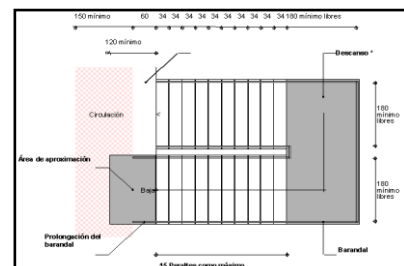 150 mínimo 60 34 34 34 34 34 34 34 34 34 34 180 mínimo libres
120 mínimo
Descanso *
Circulación
180
mínimo
libres
Área de aproximación
Baja
180
mínimo
libres
Prolongación del
barandal
Barandal
15 Peraltes como máximo